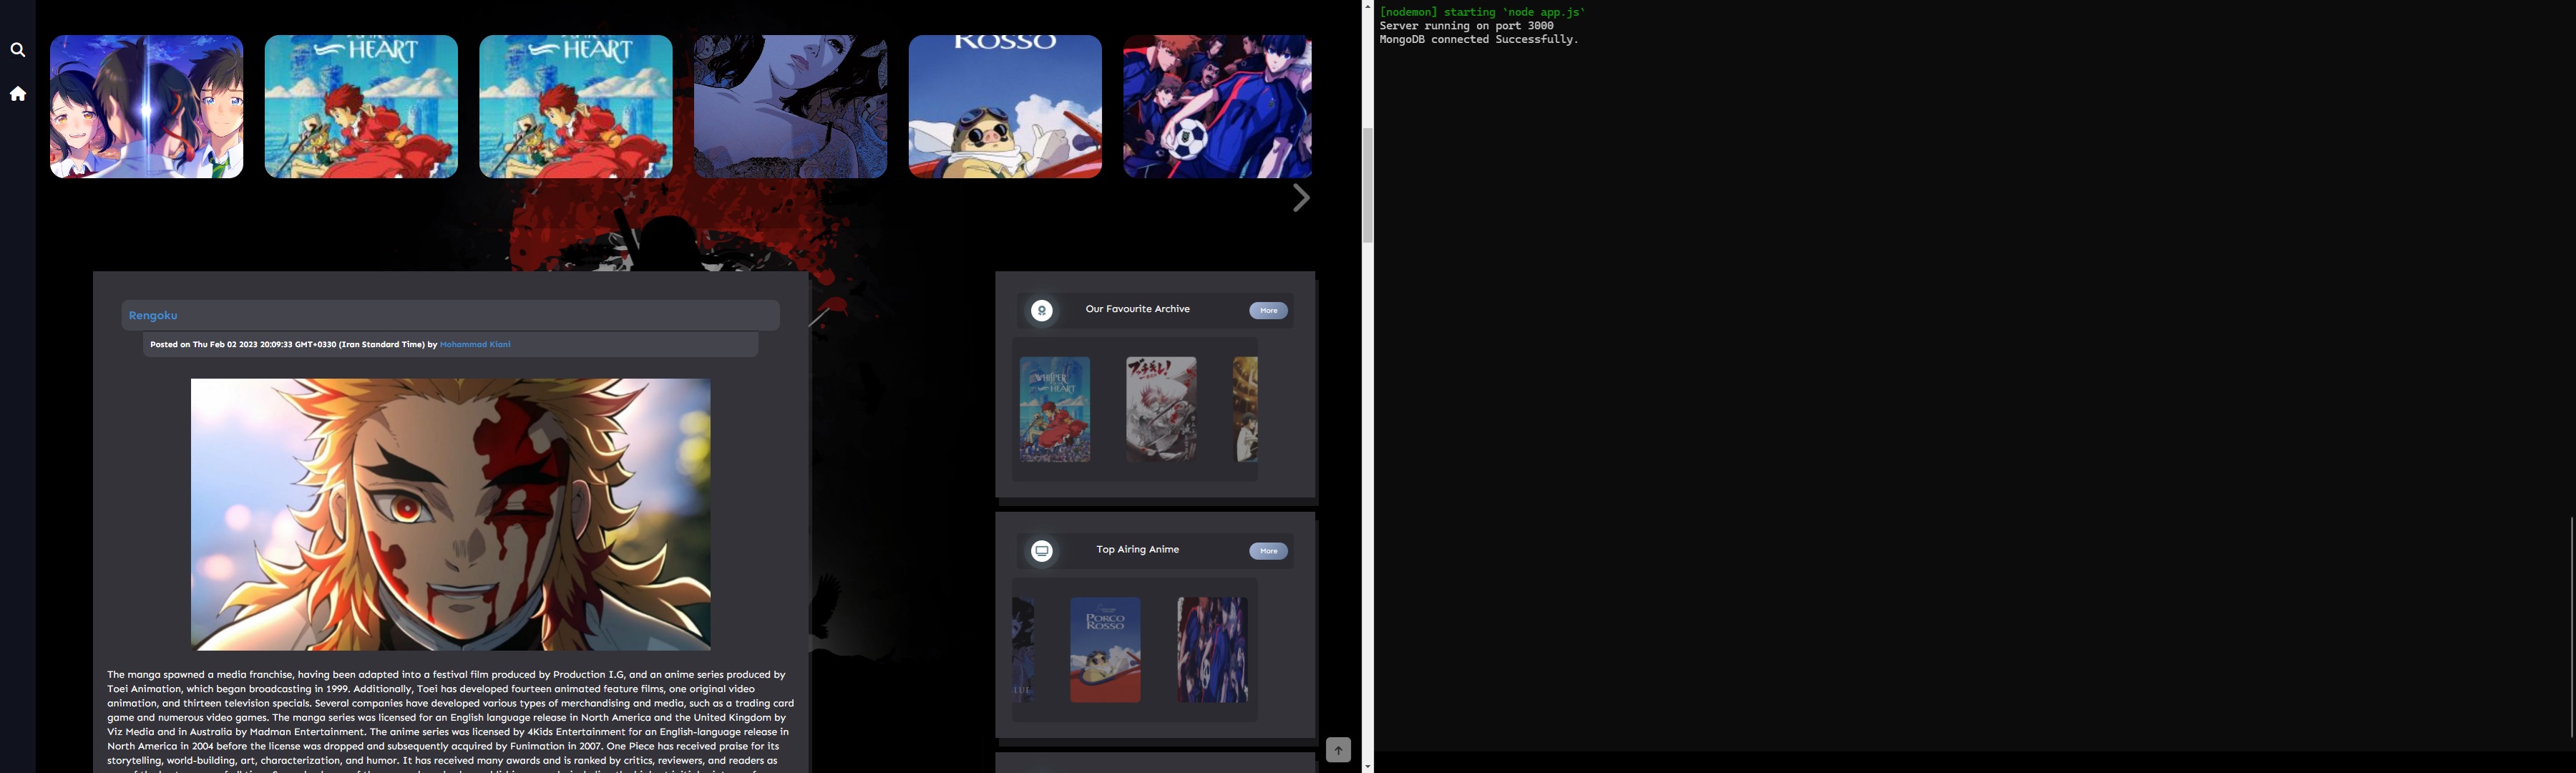 HEART
HEART
ROSSO
Rengoku
Posted on Thu Feb 02 2023 20:09:33 GMT+0330 (Iran Standard Time) by Mohammad Kiani
The manga spawned a media franchise, having been adapted into a festival film produced by Production I.G, and an anime series produced by
Toei Animation, which began broadcasting in 1999. Additionally, Toei has developed fourteen animated feature films, one original video
animation, and thirteen television specials. Several companies have developed various types of merchandising and media, such as a trading card
game and numerous video games. The manga series was licensed for an English language release in North America and the United Kingdom by
Viz Media and in Australia by Madman Entertainment. The anime series was licensed by 4Kids Entertainment for an English-language release in
North America in 2004 before the license was dropped and subsequently acquired by Funimation in 2007. One Piece has received praise for its
storytelling, world-building, art, characterization, and humor. It has received many awards and is ranked by critics, reviewers, and readers as
Our Favourite Archive
More
WHISPER
HEART
Top Airing Anime
More
PORCO
ROSSO
[nodemon] starting `node app.js`
Server running on port 3000
MongoDB connected Successfully.